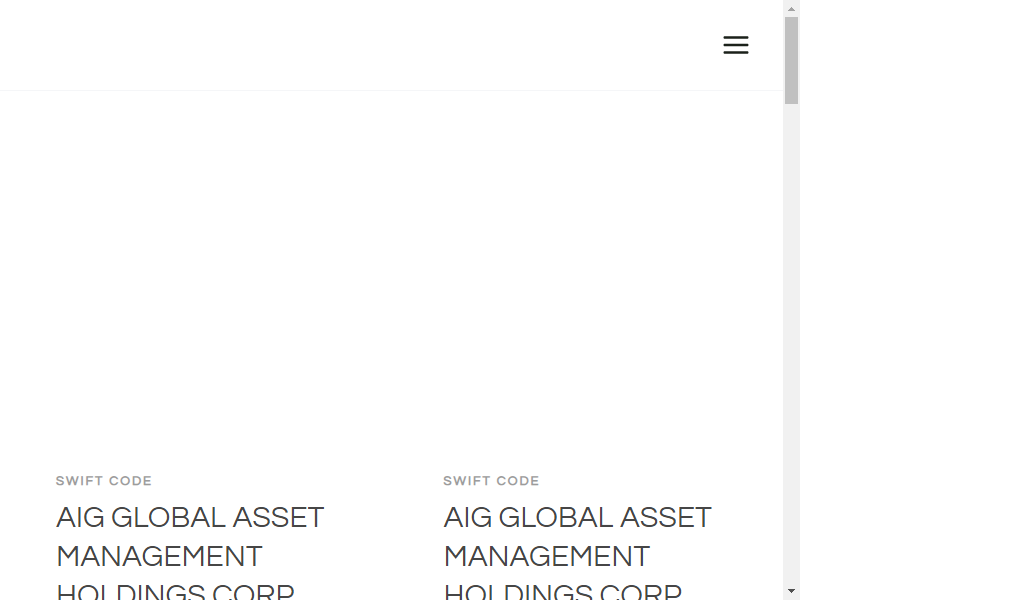 SWIFT CODE
AIG GLOBAL ASSET
MANAGEMENT
HOLDINGS CORP
SWIFT CODE
AIG GLOBAL ASSET
MANAGEMENT
HOLDINGS CORP